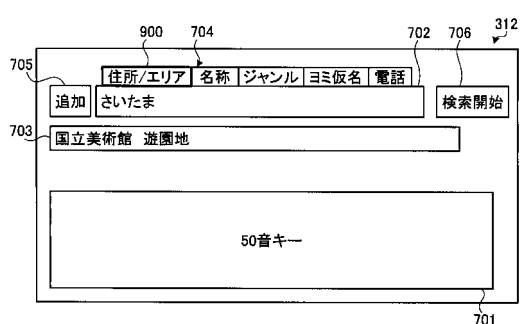 900 704 702 706 312
705
住所/エリア 名称 ジャンル ヨミ仮名 電話
追加 さいたま 検索開始
703 国立美術館 遊園地
50音キー
701